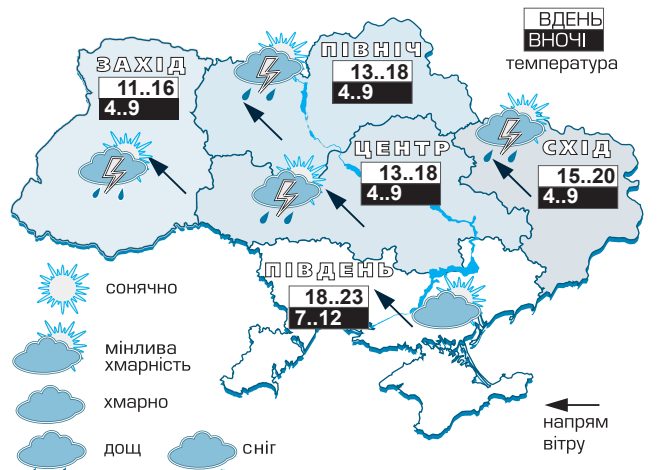 ВДЕНЬ
ВНОЧІ
температура
ЗАХІД
11..16
4..9
ПІВНІЧ
13..18
4..9
ЦЕНТР
13..18
4..9
СХІД
15..20
4..9
ПІВДЕНЬ
18..23
7..12
сонячно
мінлива
хмарність
хмарно
дощ
сніг
напрям
вітру